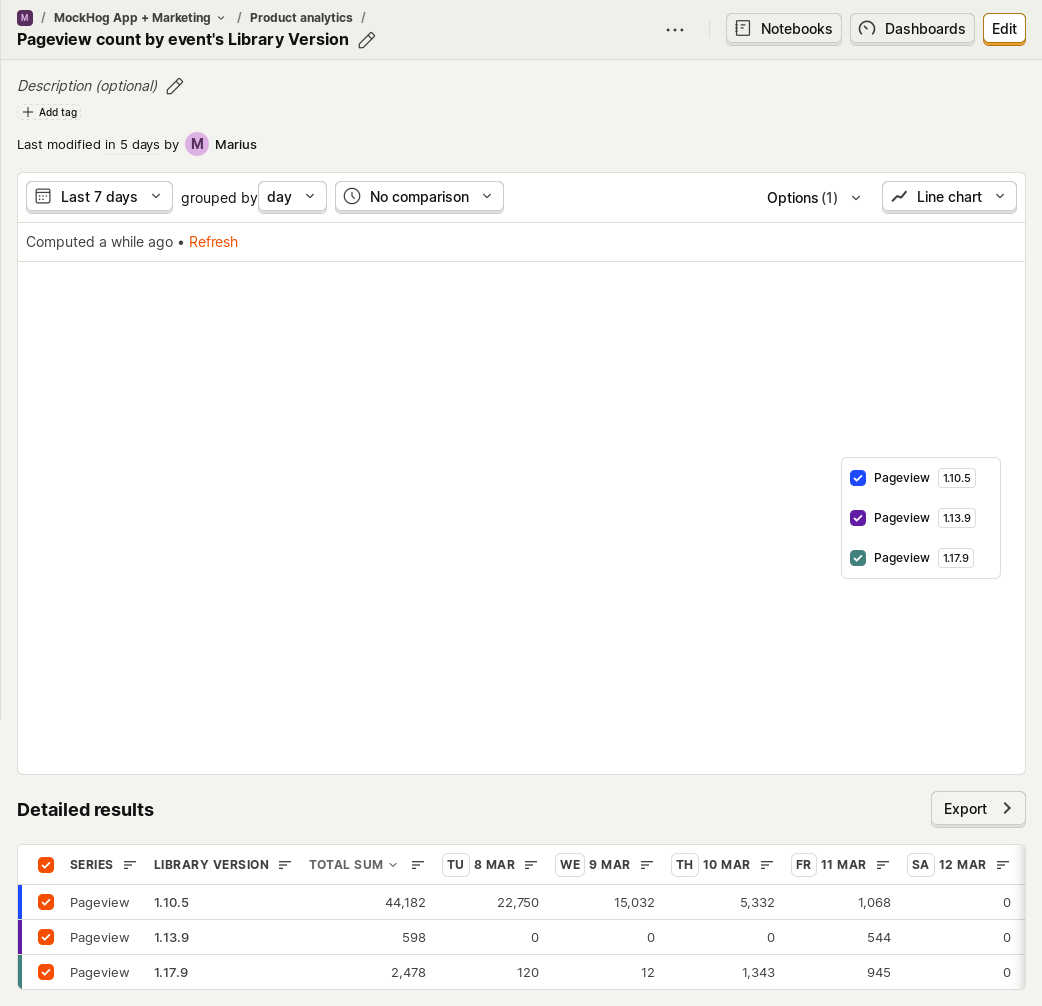 M / MockHog App + Marketing / Product analytics /
Pageview count by event's Library Version
Notebooks
Dashboards
Edit
Description (optional)
Add tag
Last modified in 5 days by M Marius
Last 7 days grouped by day No comparison Options (1) Line chart
Computed a while ago • Refresh
Pageview 1.10.5
Pageview 1.13.9
Pageview 1.17.9
Detailed results
Export
SERIES LIBRARY VERSION TOTAL SUM TU 8 MAR WE 9 MAR TH 10 MAR FR 11 MAR SA 12 MAR
Pageview 1.10.5 44,182 22,750 15,032 5,332 1,068 0
Pageview 1.13.9 598 0 0 0 544 0
Pageview 1.17.9 2,478 120 12 1,343 945 0